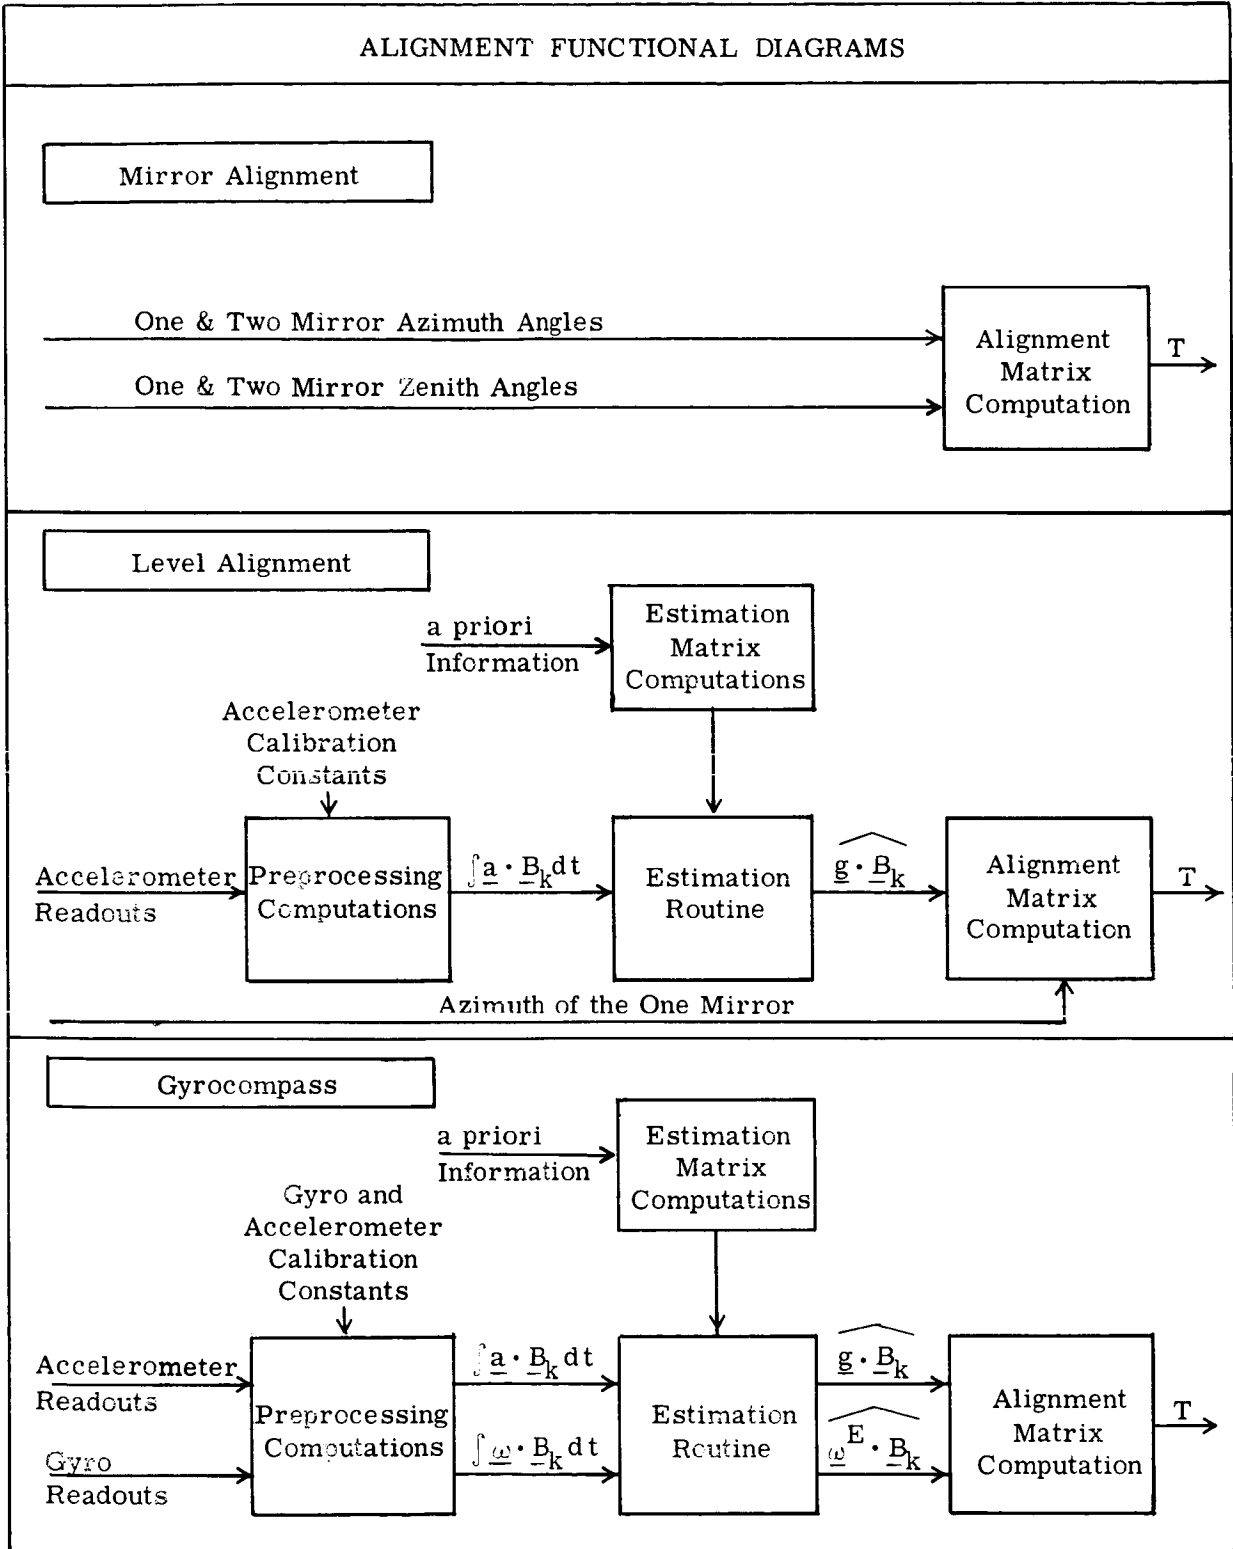 ALIGNMENT FUNCTIONAL DIAGRAMS
Mirror Alignment
One & Two Mirror Azimuth Angles
One & Two Mirror Zenith Angles
Alignment
Matrix
Computation
T
Level Alignment
a priori
Information
Estimation
Matrix
Computations
Accelerometer
Calibration
Constants
Accelerometer
Readouts
Preprocessing
Computations
∫a · B_k dt
Estimation
Routine
g · B_k
Alignment
Matrix
Computation
T
Azimuth of the One Mirror
Gyrocompass
a priori
Information
Estimation
Matrix
Computations
Gyro and
Accelerometer
Calibration
Constants
Accelerometer
Readouts
Gyro
Readouts
Preprocessing
Computations
∫a · B_k dt
∫ω · B_k dt
Estimation
Routine
g · B_k
ω^E · B_k
Alignment
Matrix
Computation
T